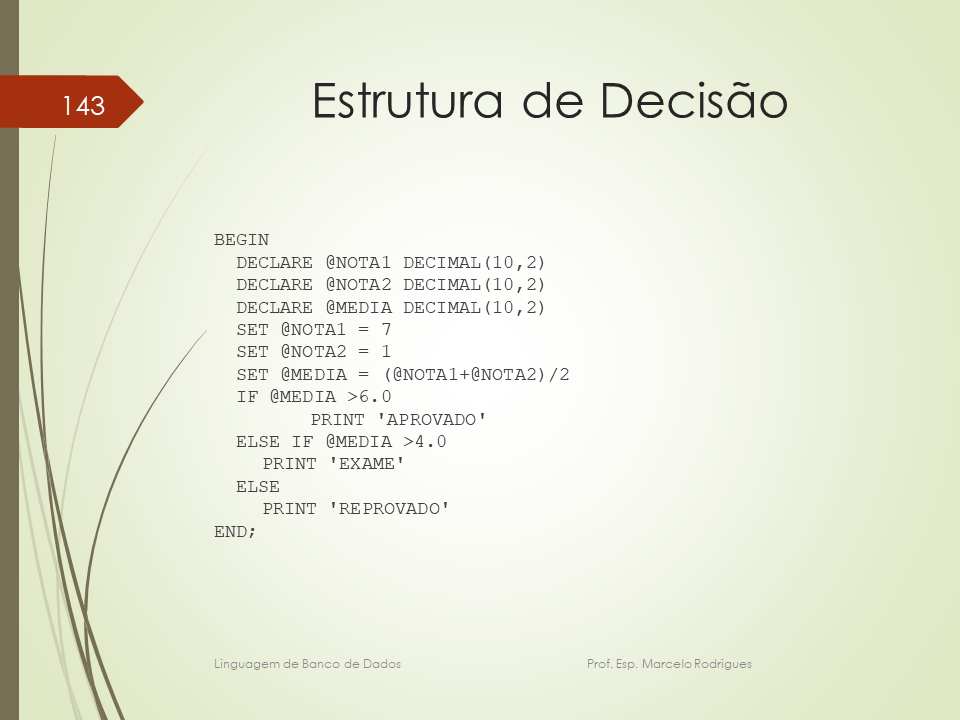 143
Estrutura de Decisão
BEGIN
DECLARE @NOTA1 DECIMAL(10,2)
DECLARE @NOTA2 DECIMAL(10,2)
DECLARE @MEDIA DECIMAL(10,2)
SET @NOTA1 = 7
SET @NOTA2 = 1
SET @MEDIA = (@NOTA1+@NOTA2)/2
IF @MEDIA >6.0
PRINT 'APROVADO'
ELSE IF @MEDIA >4.0
PRINT 'EXAME'
ELSE
PRINT 'REPROVADO'
END;
Linguagem de Banco de Dados Prof. Esp. Marcelo Rodrigues